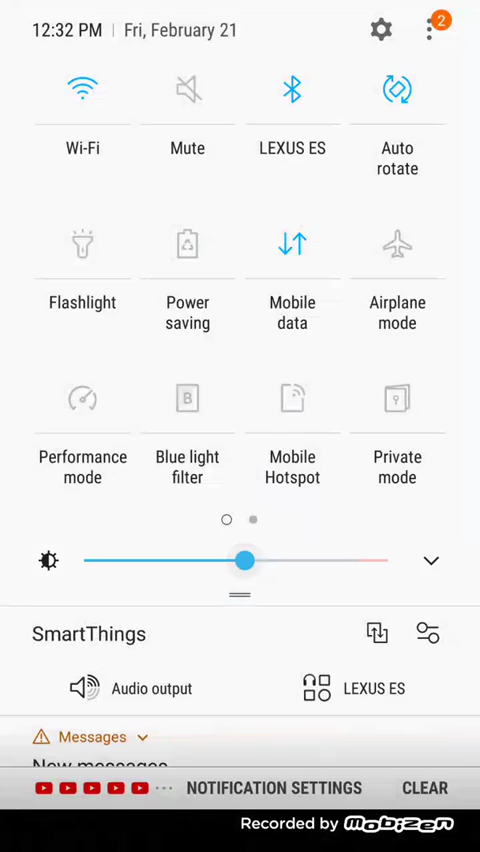 12:32 PM | Fri, February 21
2
Wi-Fi
Mute
LEXUS ES
Auto
rotate
Flashlight
Power
saving
Mobile
data
Airplane
mode
B
Performance
mode
Blue light
filter
Mobile
Hotspot
Private
mode
SmartThings
Audio output
LEXUS ES
Messages
New messages
NOTIFICATION SETTINGS
CLEAR
Recorded by Mobizen